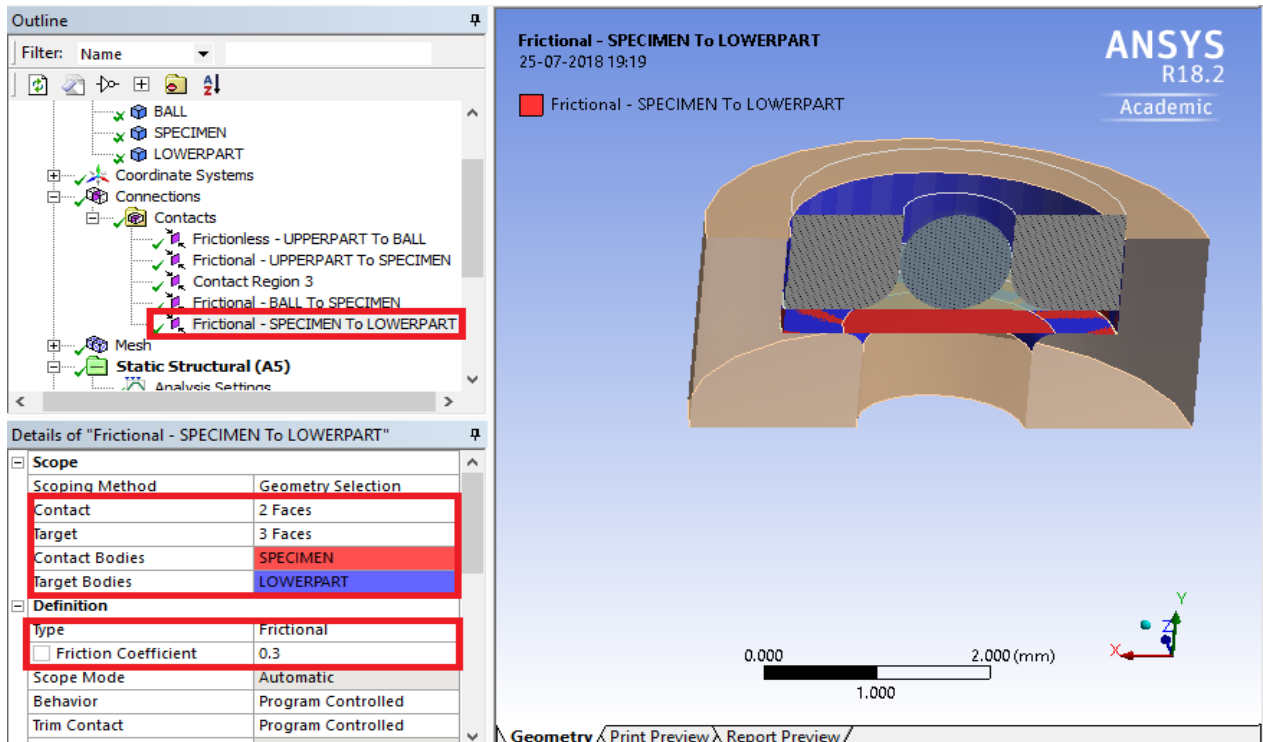 Outline
Filter: Name
BALL
SPECIMEN
LOWERPART
Coordinate Systems
Connections
Contacts
Frictionless - UPPERPART To BALL
Frictional - UPPERPART To SPECIMEN
Contact Region 3
Frictional - BALL To SPECIMEN
Frictional - SPECIMEN To LOWERPART
Mesh
Static Structural (A5)
Analysis Settings
Details of "Frictional - SPECIMEN To LOWERPART"
Scope
Scoping Method Geometry Selection
Contact 2 Faces
Target 3 Faces
Contact Bodies SPECIMEN
Target Bodies LOWERPART
Definition
Type Frictional
Friction Coefficient 0.3
Scope Mode Automatic
Behavior Program Controlled
Trim Contact Program Controlled
Frictional - SPECIMEN To LOWERPART
25-07-2018 19:19
Frictional - SPECIMEN To LOWERPART
ANSYS
R18.2
Academic
Y
Z
X
0.000 2.000 (mm)
1.000
Geometry Print Preview Report Preview